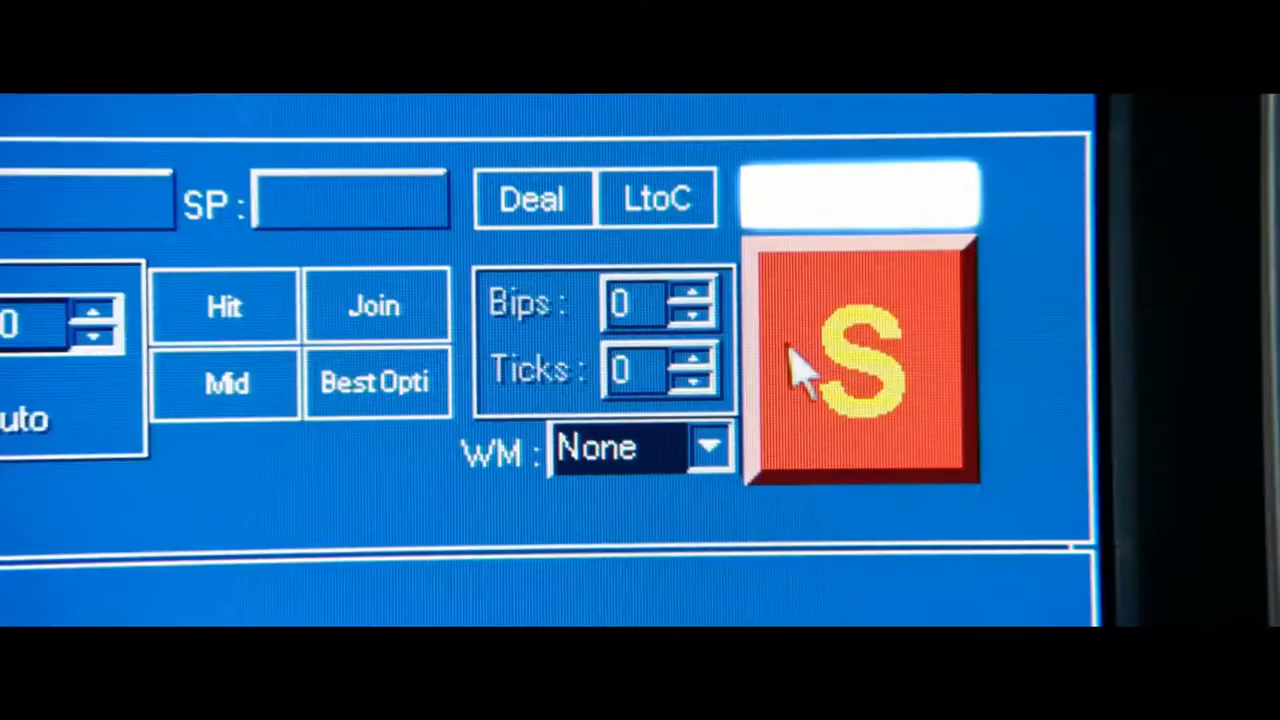 SP : Deal LtoC
Hit Join Bips : 0
0
Mid Best Opti Ticks : 0 S
uto
WM : None